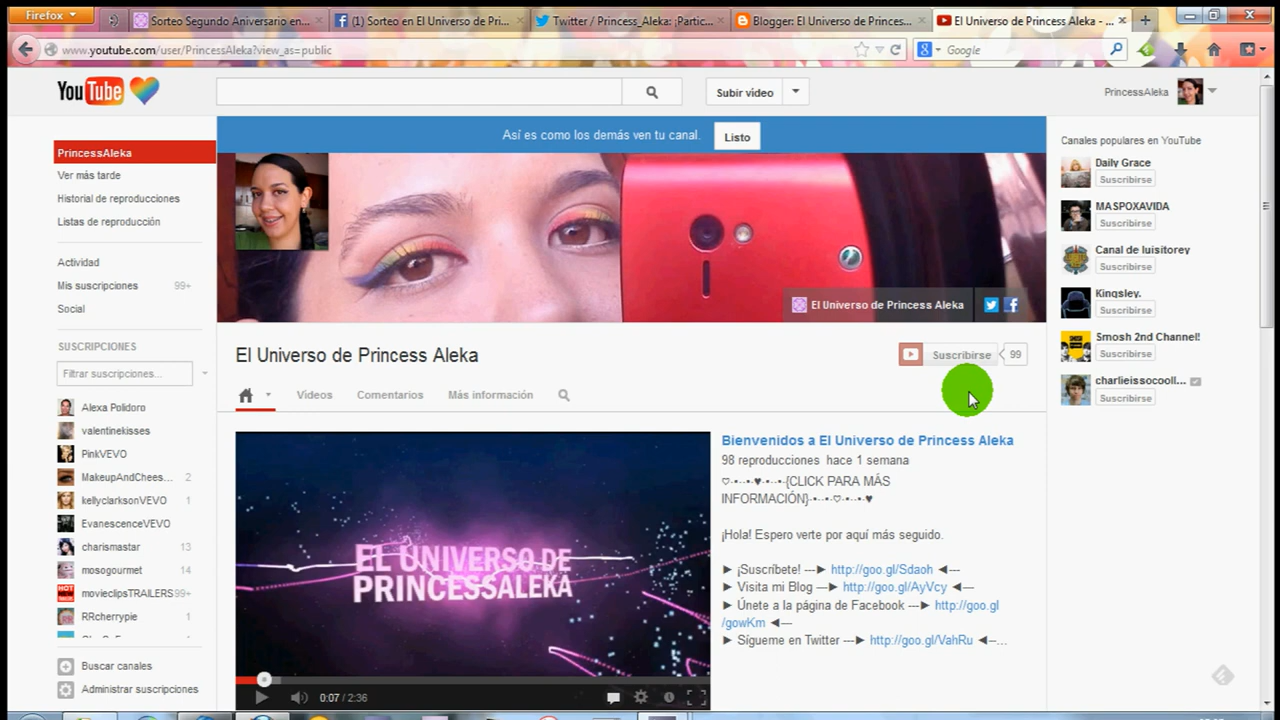 Firefox
Sorteo Segundo Aniversario en...
(1) Sorteo en El Universo de Pri...
Twitter / Princess_Aleka: ¡Partic...
Blogger: El Universo de Princes...
El Universo de Princess Aleka - ...
www.youtube.com/user/PrincessAleka?view_as=public
Google
YouTube
Subir vídeo
PrincessAleka
Así es como los demás ven tu canal.
Listo
PrincessAleka
Ver más tarde
Historial de reproducciones
Listas de reproducción
Actividad
Mis suscripciones 99+
Social
SUSCRIPCIONES
Filtrar suscripciones...
Alexa Polidoro
valentinekisses
PinkVEVO
MakeupAndChees... 2
kellyclarksonVEVO 1
EvanescenceVEVO
charismastar 13
mosogourmet 4
movieclipsTRAILERS 99+
RRcherrypie 1
Buscar canales
Administrar suscripciones
El Universo de Princess Aleka
El Universo de Princess Aleka
Suscribirse 99
Vídeos
Comentarios
Más información
EL UNIVERSO DE
PRINCESSALEKA
0:07 / 2:36
Bienvenidos a El Universo de Princess Aleka
98 reproducciones hace 1 semana
♡·•··•·♥·•··•·{CLICK PARA MÁS
INFORMACIÓN}·•··•·♡·•··•·♥
¡Hola! Espero verte por aquí más seguido.
► ¡Suscríbete! ---► http://goo.gl/Sdaoh ◄---
► Visita mi Blog ---► http://goo.gl/AyVcy ◄---
► Únete a la página de Facebook ---► http://goo.gl
/gowKm ◄---
► Sígueme en Twitter ---► http://goo.gl/VahRu ◄--...
Canales populares en YouTube
Daily Grace
Suscribirse
MASPOXAVIDA
Suscribirse
Canal de luisitorey
Suscribirse
Kingsley.
Suscribirse
Smosh 2nd Channel!
Suscribirse
charlieissocooll...
Suscribirse